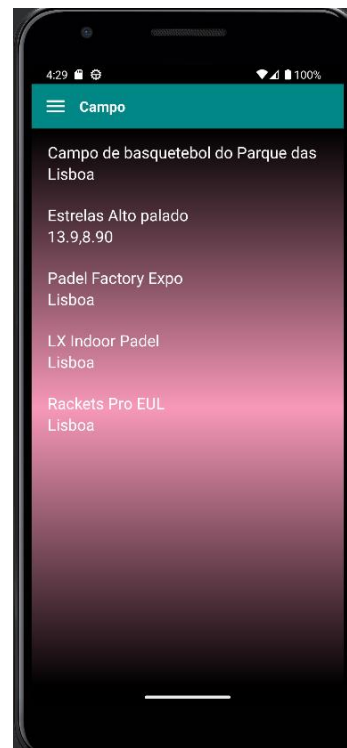 4:29
100%
Campo
Campo de basquetebol do Parque das
Lisboa
Estrelas Alto palado
13.9,8.90
Padel Factory Expo
Lisboa
LX Indoor Padel
Lisboa
Rackets Pro EUL
Lisboa